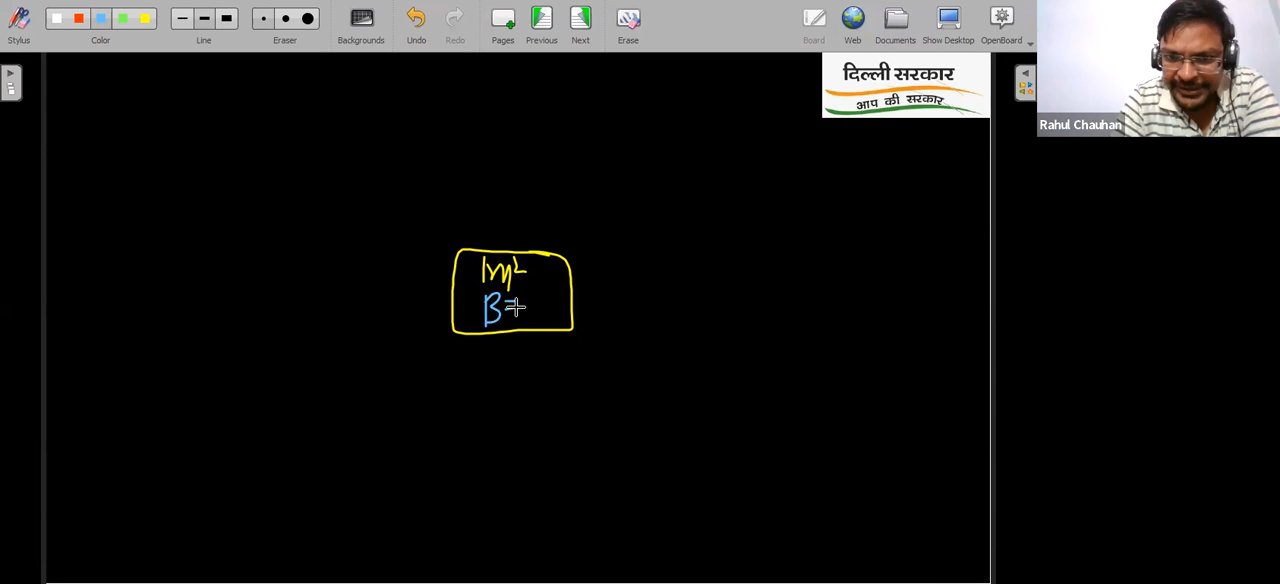 Stylus
Color
Line
Eraser
Backgrounds
Undo
Redo
Pages
Previous
Next
Erase
Board
Web
Documents
Show Desktop
OpenBoard
दिल्ली सरकार
आप की सरकार
Rahul Chauhan
1m²
B=